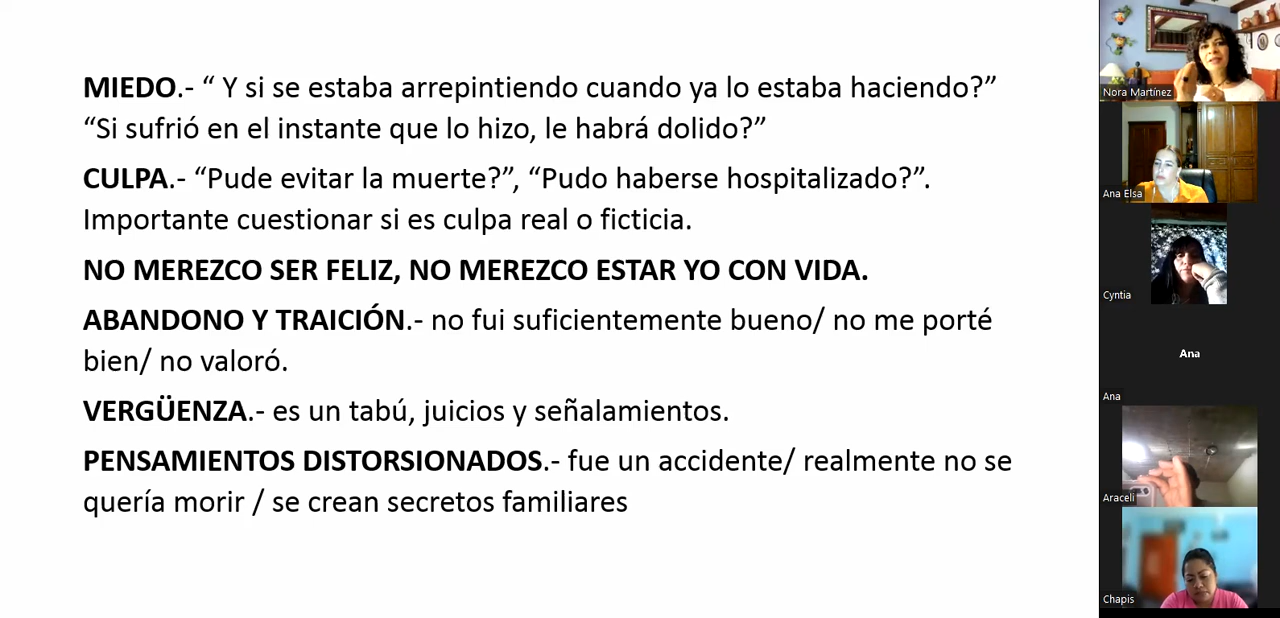 MIEDO.- “ Y si se estaba arrepintiendo cuando ya lo estaba haciendo?”
“Si sufrió en el instante que lo hizo, le habrá dolido?”
CULPA.- “Pude evitar la muerte?”, “Pudo haberse hospitalizado?”.
Importante cuestionar si es culpa real o ficticia.
NO MEREZCO SER FELIZ, NO MEREZCO ESTAR YO CON VIDA.
ABANDONO Y TRAICIÓN.- no fui suficientemente bueno/ no me porté
bien/ no valoró.
VERGÜENZA.- es un tabú, juicios y señalamientos.
PENSAMIENTOS DISTORSIONADOS.- fue un accidente/ realmente no se
quería morir / se crean secretos familiares
Nora Martínez
Ana Elsa
Cyntia
Ana
Ana
Araceli
Chapis